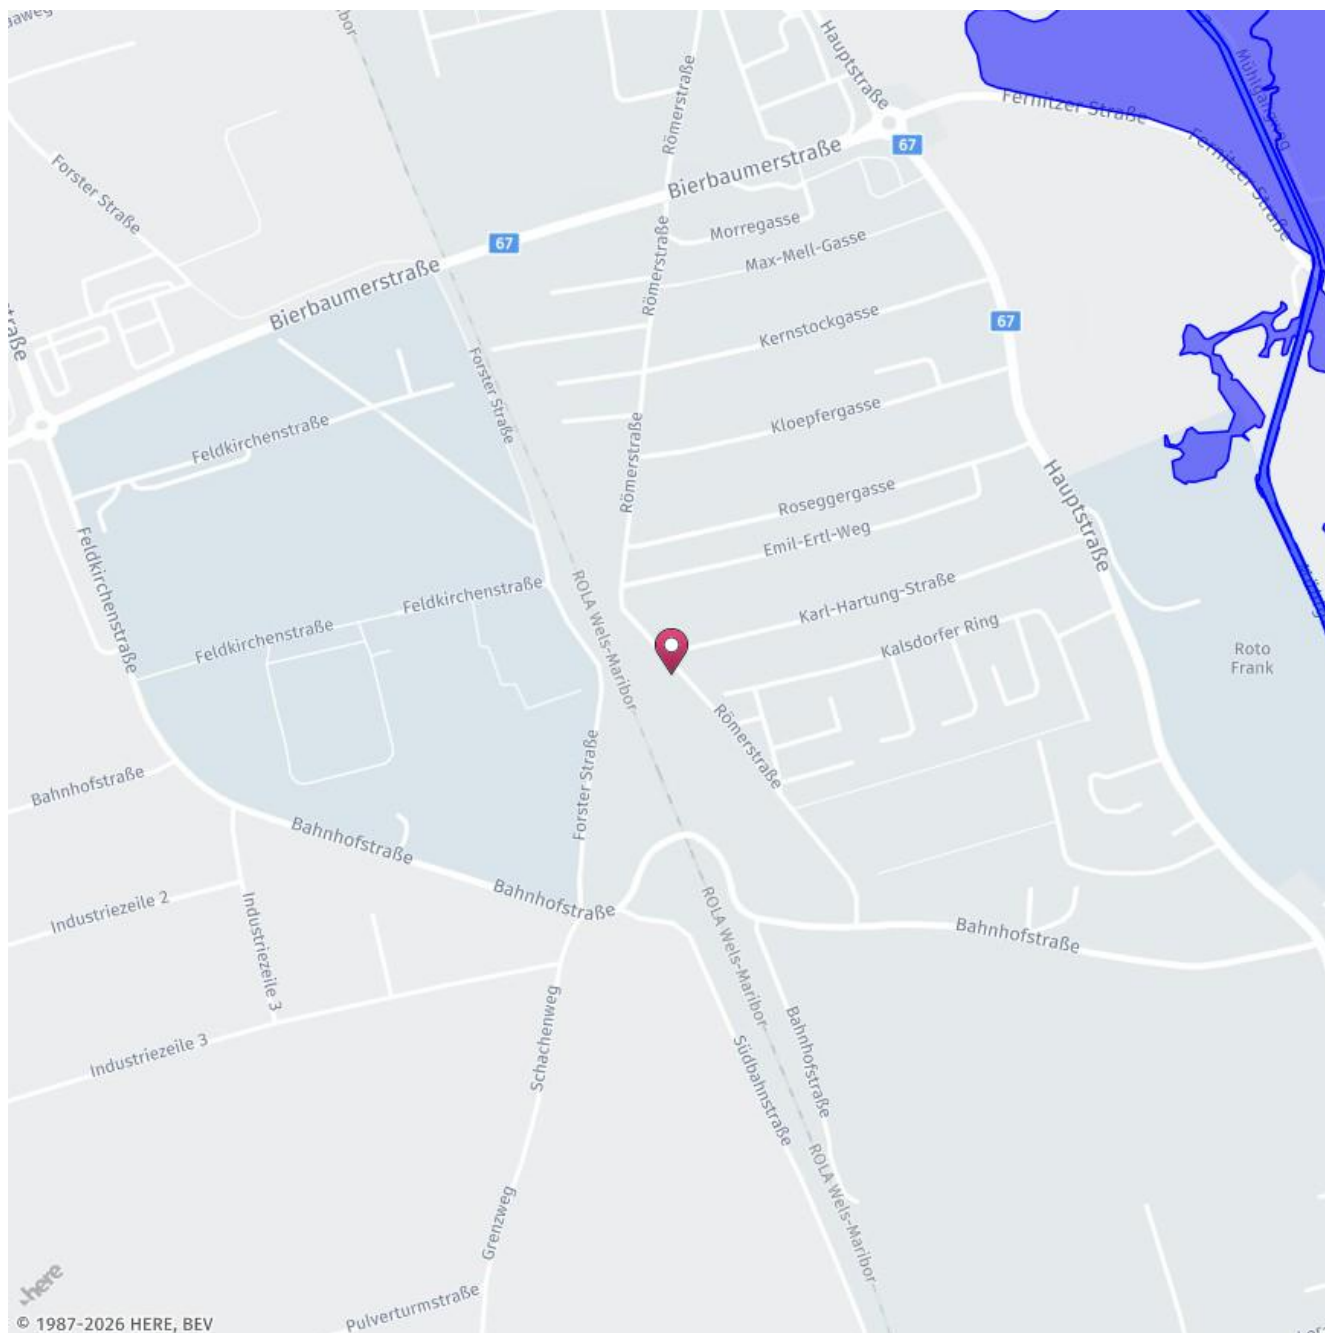 Hauptstraße
Mühlgangweg
Fernitzer Straße
Fernitzer Straße
Römerstraße
67
Bierbaumerstraße
Forster Straße
Morregasse
67
Max-Mell-Gasse
Römerstraße
Bierbaumerstraße
67
Kernstockgasse
Forster Straße
Kloepfergasse
Feldkirchenstraße
Römerstraße
Hauptstraße
Roseggergasse
Emil-Ertl-Weg
Feldkirchenstraße
ROLA Wels-Maribor
Feldkirchenstraße
Karl-Hartung-Straße
Feldkirchenstraße
Kalsdorfer Ring
Roto
Frank
Römerstraße
Bahnhofstraße
Forster Straße
Bahnhofstraße
Bahnhofstraße
Industriezeile 2
ROLA Wels-Maribor
Bahnhofstraße
Industriezeile 3
Schachenweg
Industriezeile 3
Bahnhofstraße
Südbahnstraße
ROLA Wels-Maribor
Grenzweg
here
Pulverturmstraße
© 1987-2026 HERE, BEV